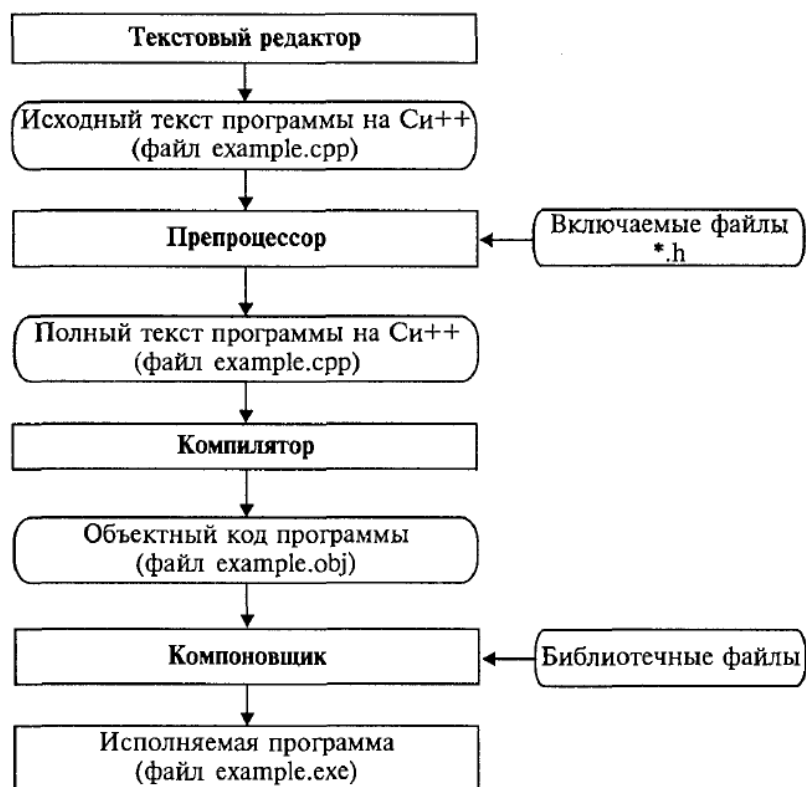 Текстовый редактор
Исходный текст программы на Си++
(файл example.cpp)
Препроцессор
Включаемые файлы
*.h
Полный текст программы на Си++
(файл example.cpp)
Компилятор
Объектный код программы
(файл example.obj)
Компоновщик
Библиотечные файлы
Исполняемая программа
(файл example.exe)